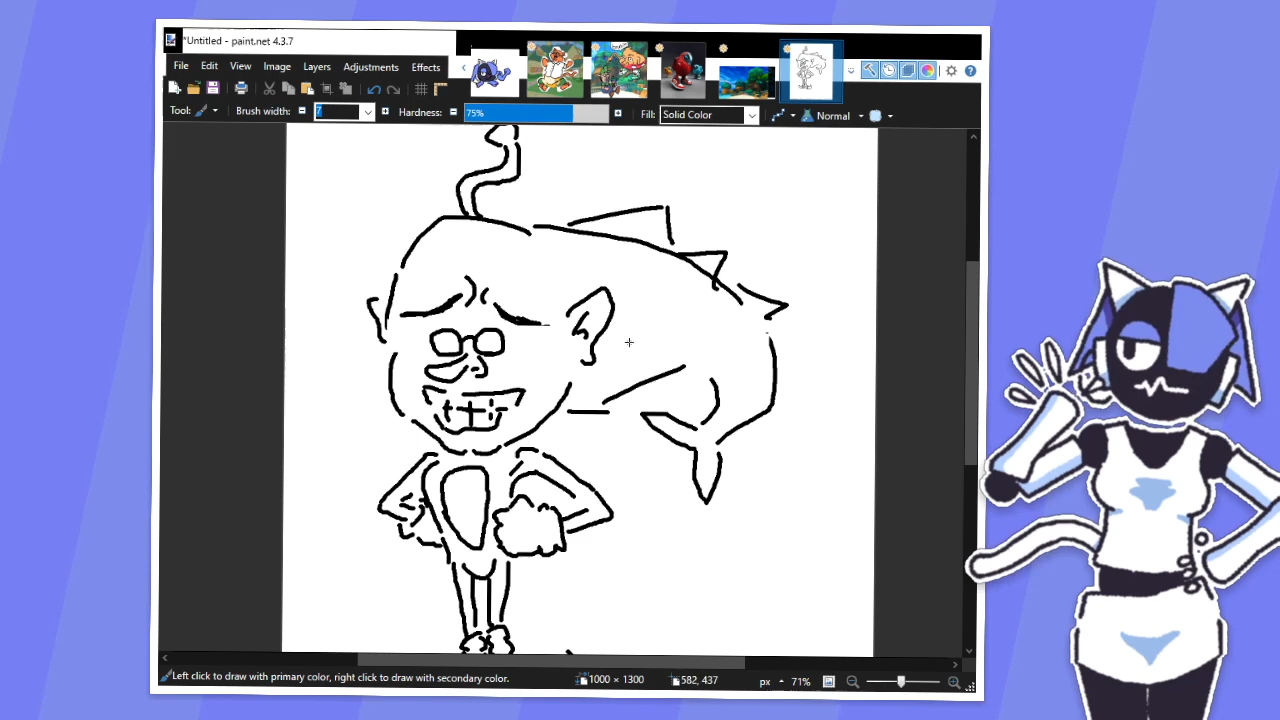 *Untitled - paint.net 4.3.7
File Edit View Image Layers Adjustments Effects
Tool: Brush width: 7 Hardness: 75% Fill: Solid Color Normal
Left click to draw with primary color, right click to draw with secondary color. 1000 × 1300 582, 437 px 71%